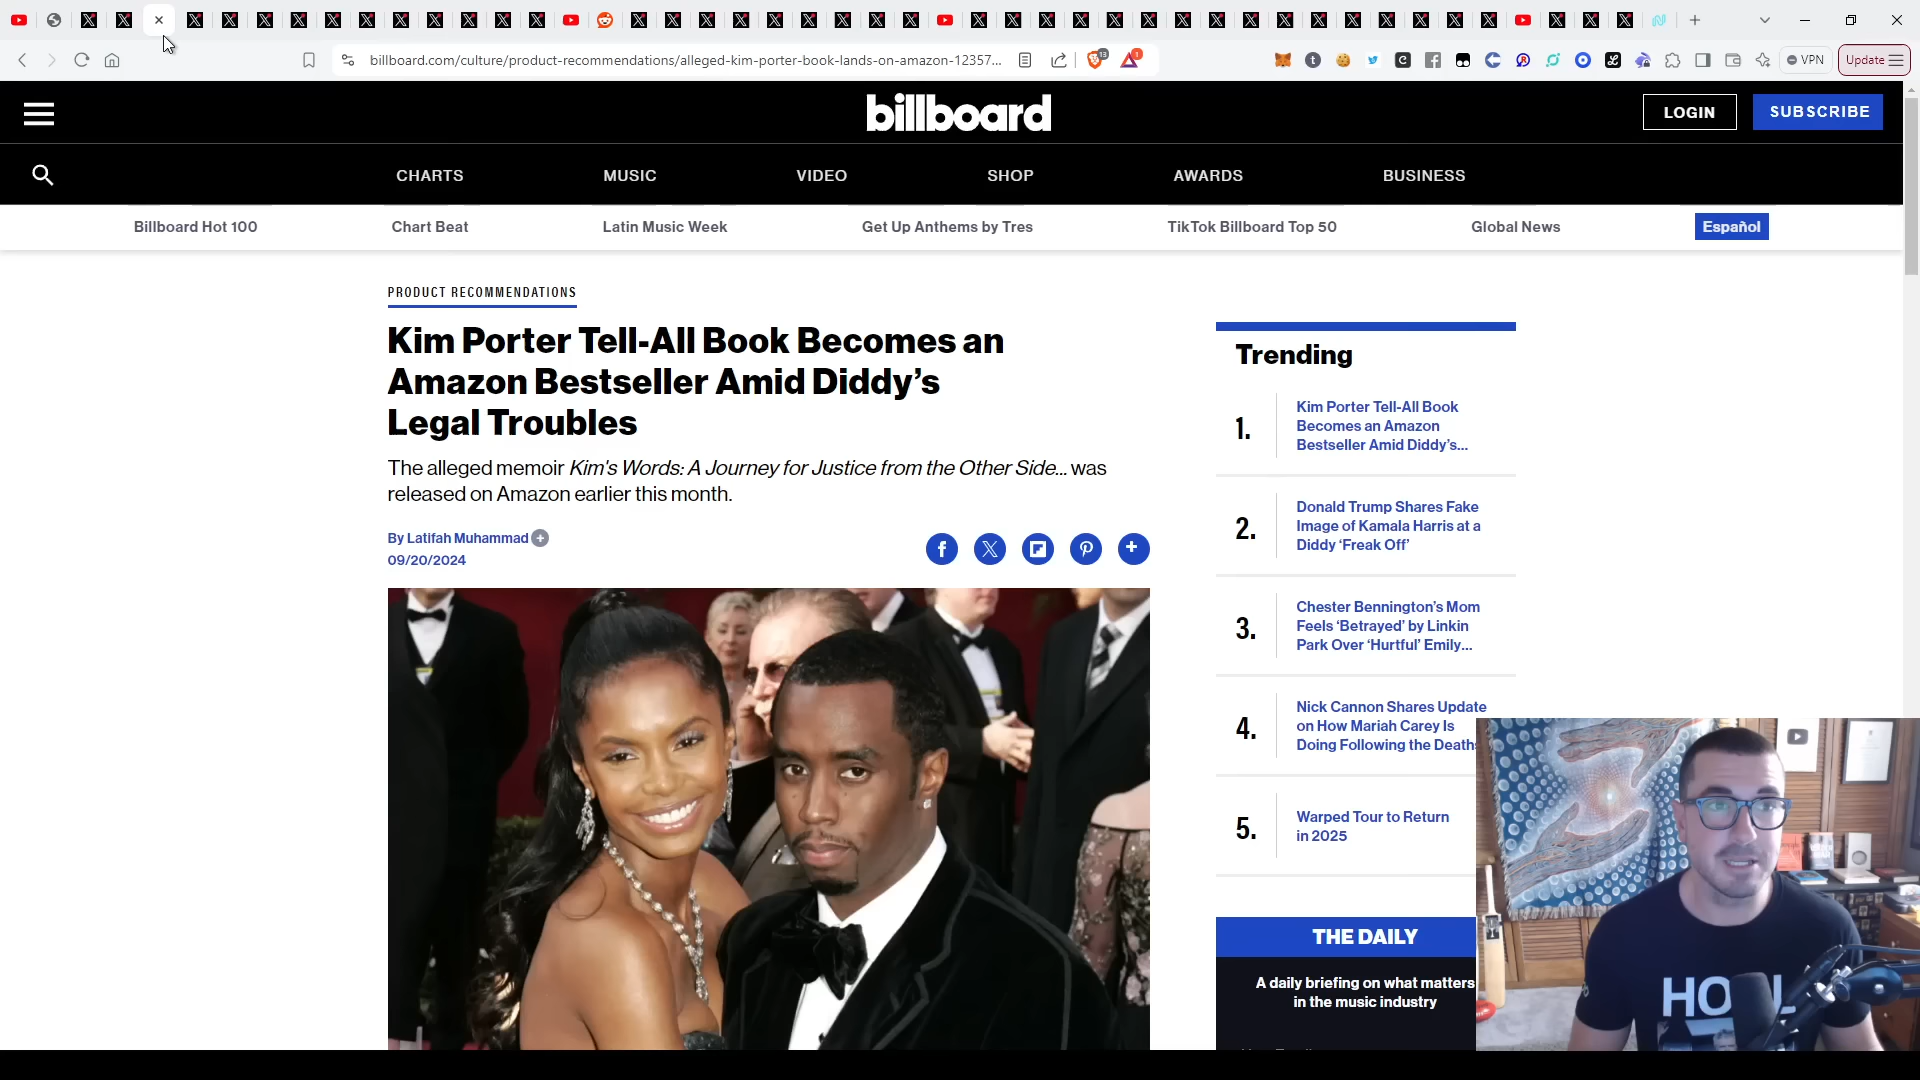 billboard.com/culture/product-recommendations/alleged-kim-porter-book-lands-on-amazon-12357...
VPN
Update
billboard
LOGIN
SUBSCRIBE
CHARTS
MUSIC
VIDEO
SHOP
AWARDS
BUSINESS
Billboard Hot 100
Chart Beat
Latin Music Week
Get Up Anthems by Tres
TikTok Billboard Top 50
Global News
Español
PRODUCT RECOMMENDATIONS
Kim Porter Tell-All Book Becomes an
Amazon Bestseller Amid Diddy's
Legal Troubles
The alleged memoir Kim's Words: A Journey for Justice from the Other Side... was
released on Amazon earlier this month.
By Latifah Muhammad
09/20/2024
Trending
1.
Kim Porter Tell-All Book
Becomes an Amazon
Bestseller Amid Diddy's...
2.
Donald Trump Shares Fake
Image of Kamala Harris at a
Diddy 'Freak Off'
3.
Chester Bennington's Mom
Feels 'Betrayed' by Linkin
Park Over 'Hurtful' Emily...
4.
Nick Cannon Shares Update
on How Mariah Carey Is
Doing Following the Death
5.
Warped Tour to Return
in 2025
THE DAILY
A daily briefing on what matters
in the music industry